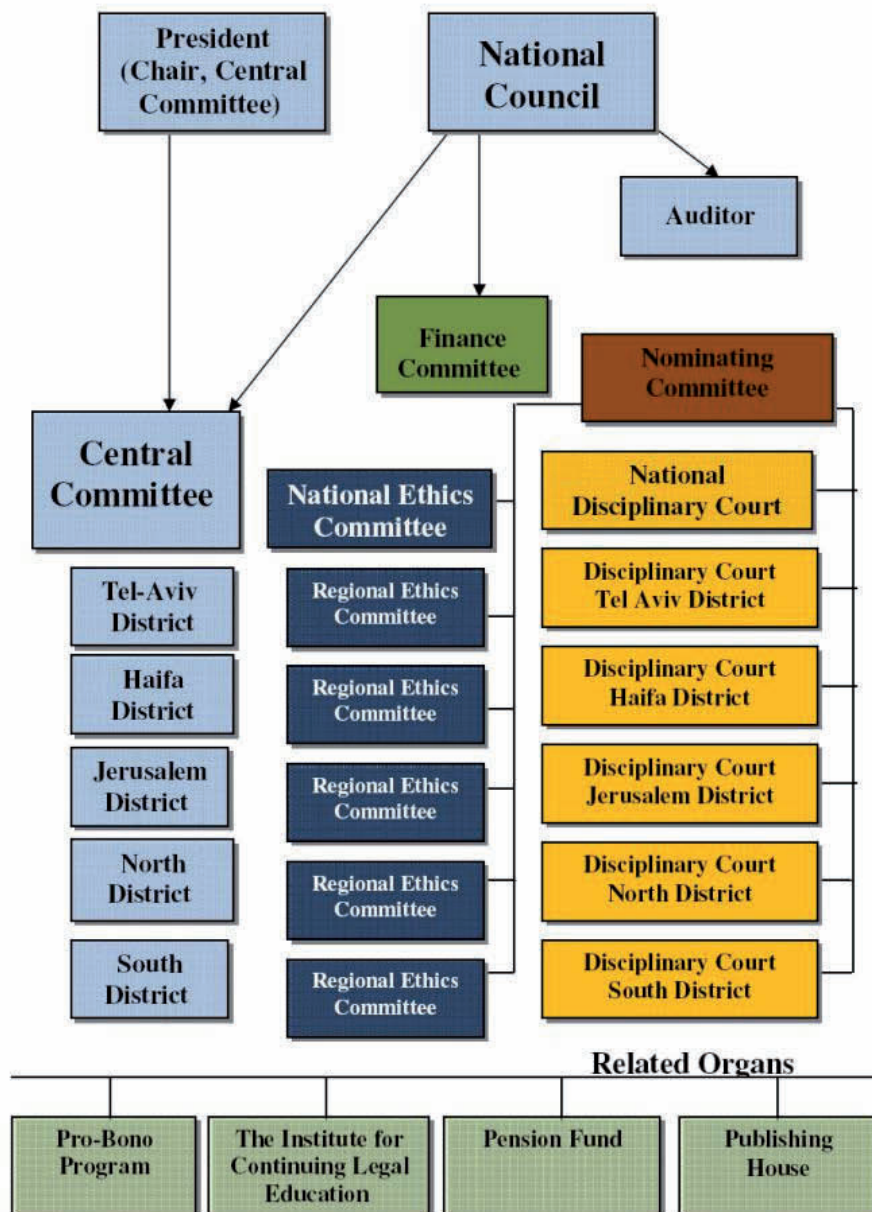 President
(Chair, Central
Committee)
National
Council
Auditor
Finance
Committee
Nominating
Committee
Central
Committee
National Ethics
Committee
National
Disciplinary Court
Tel-Aviv
District
Regional Ethics
Committee
Disciplinary Court
Tel Aviv District
Haifa
District
Regional Ethics
Committee
Disciplinary Court
Haifa District
Jerusalem
District
Regional Ethics
Committee
Disciplinary Court
Jerusalem District
North
District
Regional Ethics
Committee
Disciplinary Court
North District
South
District
Regional Ethics
Committee
Disciplinary Court
South District
Related Organs
Pro-Bono
Program
The Institute for
Continuing Legal
Education
Pension Fund
Publishing
House